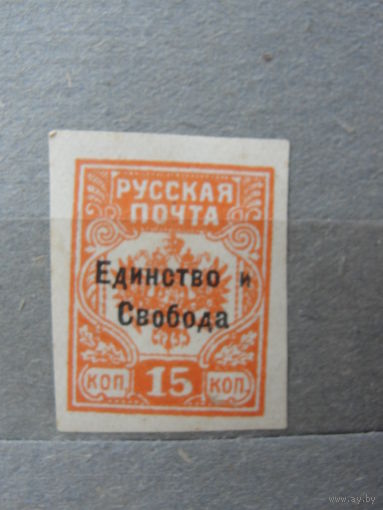 РУССКАЯ
ПОЧТА
Единство и
Свобода
КОП. 15 КОП.
www.ay.by